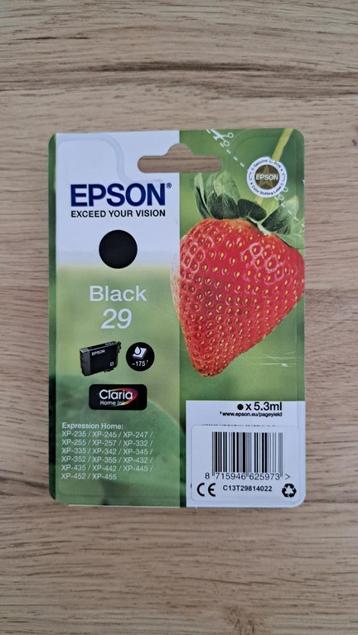 EPSON®
EXCEED YOUR VISION
EPSON
Black
29
EPSON
~175*
Claria
Home Ink
x 5.3ml
*www.epson.eu/pageyield
Expression Home:
XP-235 / XP-245 / XP-247 /
XP-255 / XP-257 / XP-332 /
XP-335 / XP-342 / XP-345 /
XP-352 / XP-355 / XP-432 /
XP-435 / XP-442 / XP-445 /
XP-452 / XP-455
8 715946 625973 >
CE C13T29814022